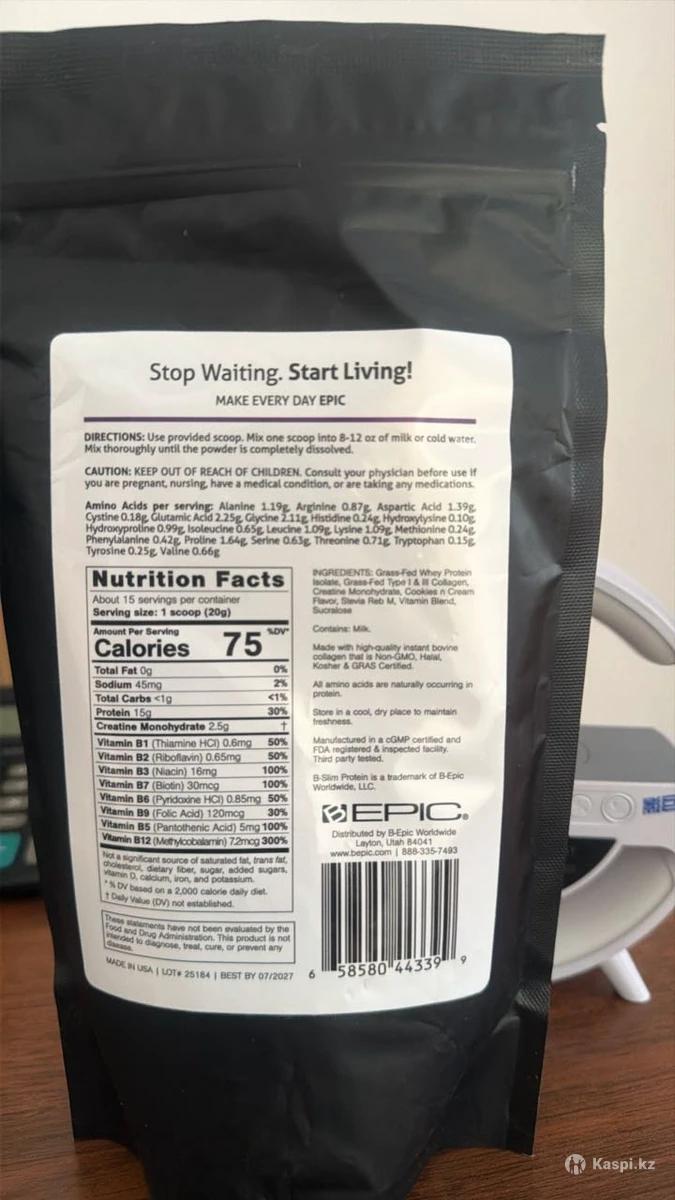 Stop Waiting. Start Living!
MAKE EVERY DAY EPIC
DIRECTIONS: Use provided scoop. Mix one scoop into 8-12 oz of milk or cold water.
Mix thoroughly until the powder is completely dissolved.
CAUTION: KEEP OUT OF REACH OF CHILDREN. Consult your physician before use if
you are pregnant, nursing, have a medical condition, or are taking any medications.
Amino Acids per serving: Alanine 1.19g, Arginine 0.87g, Aspartic Acid 1.39g,
Cystine 0.18g, Glutamic Acid 2.25g, Glycine 2.11g, Histidine 0.24g, Hydroxylysine 0.10g,
Hydroxyproline 0.99g, Isoleucine 0.65g, Leucine 1.09g, Lysine 1.09g, Methionine 0.24g,
Phenylalanine 0.42g, Proline 1.64g, Serine 0.63g, Threonine 0.71g, Tryptophan 0.15g,
Tyrosine 0.25g, Valine 0.66g
Nutrition Facts
About 15 servings per container
Serving size: 1 scoop (20g)
Amount Per Serving %DV*
Calories 75
Total Fat 0g 0%
Sodium 45mg 2%
Total Carbs <1g <1%
Protein 15g 30%
Creatine Monohydrate 2.5g †
Vitamin B1 (Thiamine HCl) 0.6mg 50%
Vitamin B2 (Riboflavin) 0.65mg 50%
Vitamin B3 (Niacin) 16mg 100%
Vitamin B7 (Biotin) 30mcg 100%
Vitamin B6 (Pyridoxine HCl) 0.85mg 50%
Vitamin B9 (Folic Acid) 120mcg 30%
Vitamin B5 (Pantothenic Acid) 5mg 100%
Vitamin B12 (Methylcobalamin) 7.2mcg 300%
Not a significant source of saturated fat, trans fat,
cholesterol, dietary fiber, sugar, added sugars,
vitamin D, calcium, iron, and potassium.
* % DV based on a 2,000 calorie daily diet.
† Daily Value (DV) not established.
These statements have not been evaluated by the
Food and Drug Administration. This product is not
intended to diagnose, treat, cure, or prevent any
disease.
MADE IN USA | LOT# 25184 | BEST BY 07/2027
INGREDIENTS: Grass-Fed Whey Protein
Isolate, Grass-Fed Type I & III Collagen,
Creatine Monohydrate, Cookies n Cream
Flavor, Stevia Reb M, Vitamin Blend,
Sucralose
Contains: Milk.
Made with high-quality instant bovine
collagen that is Non-GMO, Halal,
Kosher & GRAS Certified.
All amino acids are naturally occurring in
protein.
Store in a cool, dry place to maintain
freshness.
Manufactured in a cGMP certified and
FDA registered & inspected facility.
Third party tested.
B-Slim Protein is a trademark of B-Epic
Worldwide, LLC.
BEPIC®
Distributed by B-Epic Worldwide
Layton, Utah 84041
www.bepic.com | 888-335-7493
6 58580 44339 9
Kaspi.kz